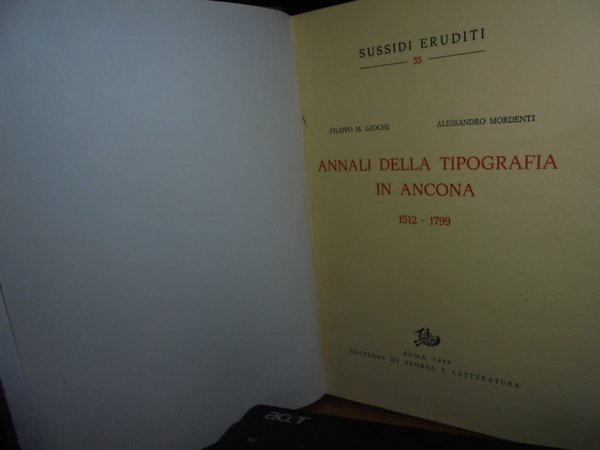 SUSSIDI ERUDITI
35
FILIPPO M. GIOCHI
ALESSANDRO MORDENTI
ANNALI DELLA TIPOGRAFIA
IN ANCONA
1512 - 1799
ROMA 1980
EDIZIONI DI STORIA E LETTERATURA
acer